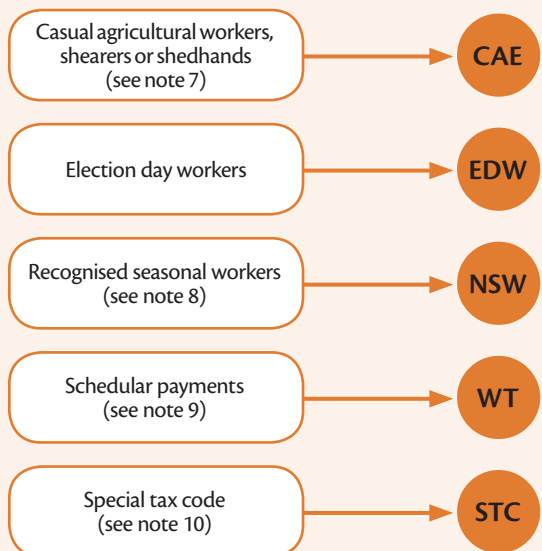 Casual agricultural workers,
shearers or shedhands
(see note 7)
CAE
Election day workers
EDW
Recognised seasonal workers
(see note 8)
NSW
Schedular payments
(see note 9)
WT
Special tax code
(see note 10)
STC